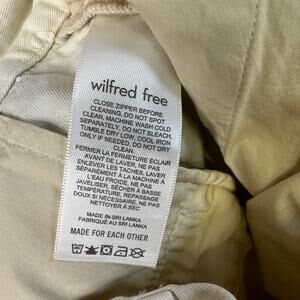 wilfred free
CLOSE ZIPPER BEFORE
CLEANING, DO NOT SPOT
CLEAN, MACHINE WASH COLD
SEPARATELY, DO NOT BLEACH,
TUMBLE DRY LOW, COOL IRON
ONLY IF NEEDED, DO NOT DRY
CLEAN.
FERMER LA FERMETURE ÉCLAIR
AVANT DE LAVER, NE PAS
ENLEVER LES TACHES, LAVER
SÉPARÉMENT À LA MACHINE À
L'EAU FROIDE, NE PAS
JAVELISER, SÉCHER À BASSE
TEMPÉRATURE, REPASSAGE
DOUX SI NÉCESSAIRE, NE PAS
NETTOYER À SEC
MADE IN SRI LANKA
FABRIQUÉ AU SRI LANKA
MADE FOR EACH OTHER